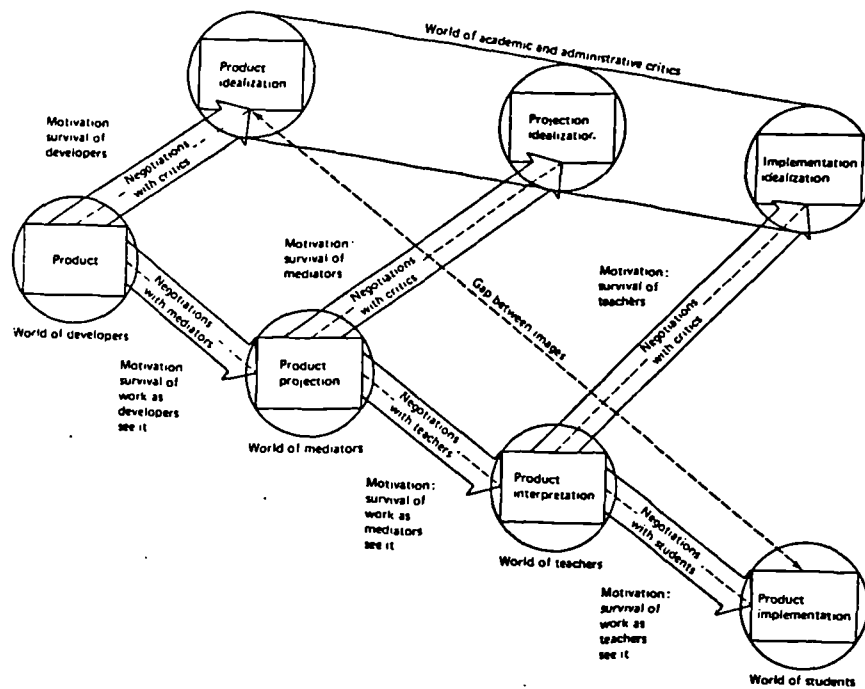 World of academic and administrative critics
Product
idealization
Projection
idealization
Implementation
idealization
Motivation
survival of
developers
Negotiations
with critics
Product
World of developers
Negotiations
with mediators
Motivation
survival of
work as
developers
see it
Motivation:
survival of
mediators
Negotiations
with critics
Product
projection
World of mediators
Gap between images
Motivation:
survival of
teachers
Negotiations
with critics
Negotiations
with teachers
Motivation:
survival of
work as
mediators
see it
Product
interpretation
World of teachers
Negotiations
with students
Motivation:
survival of
work as
teachers
see it
Product
implementation
World of students